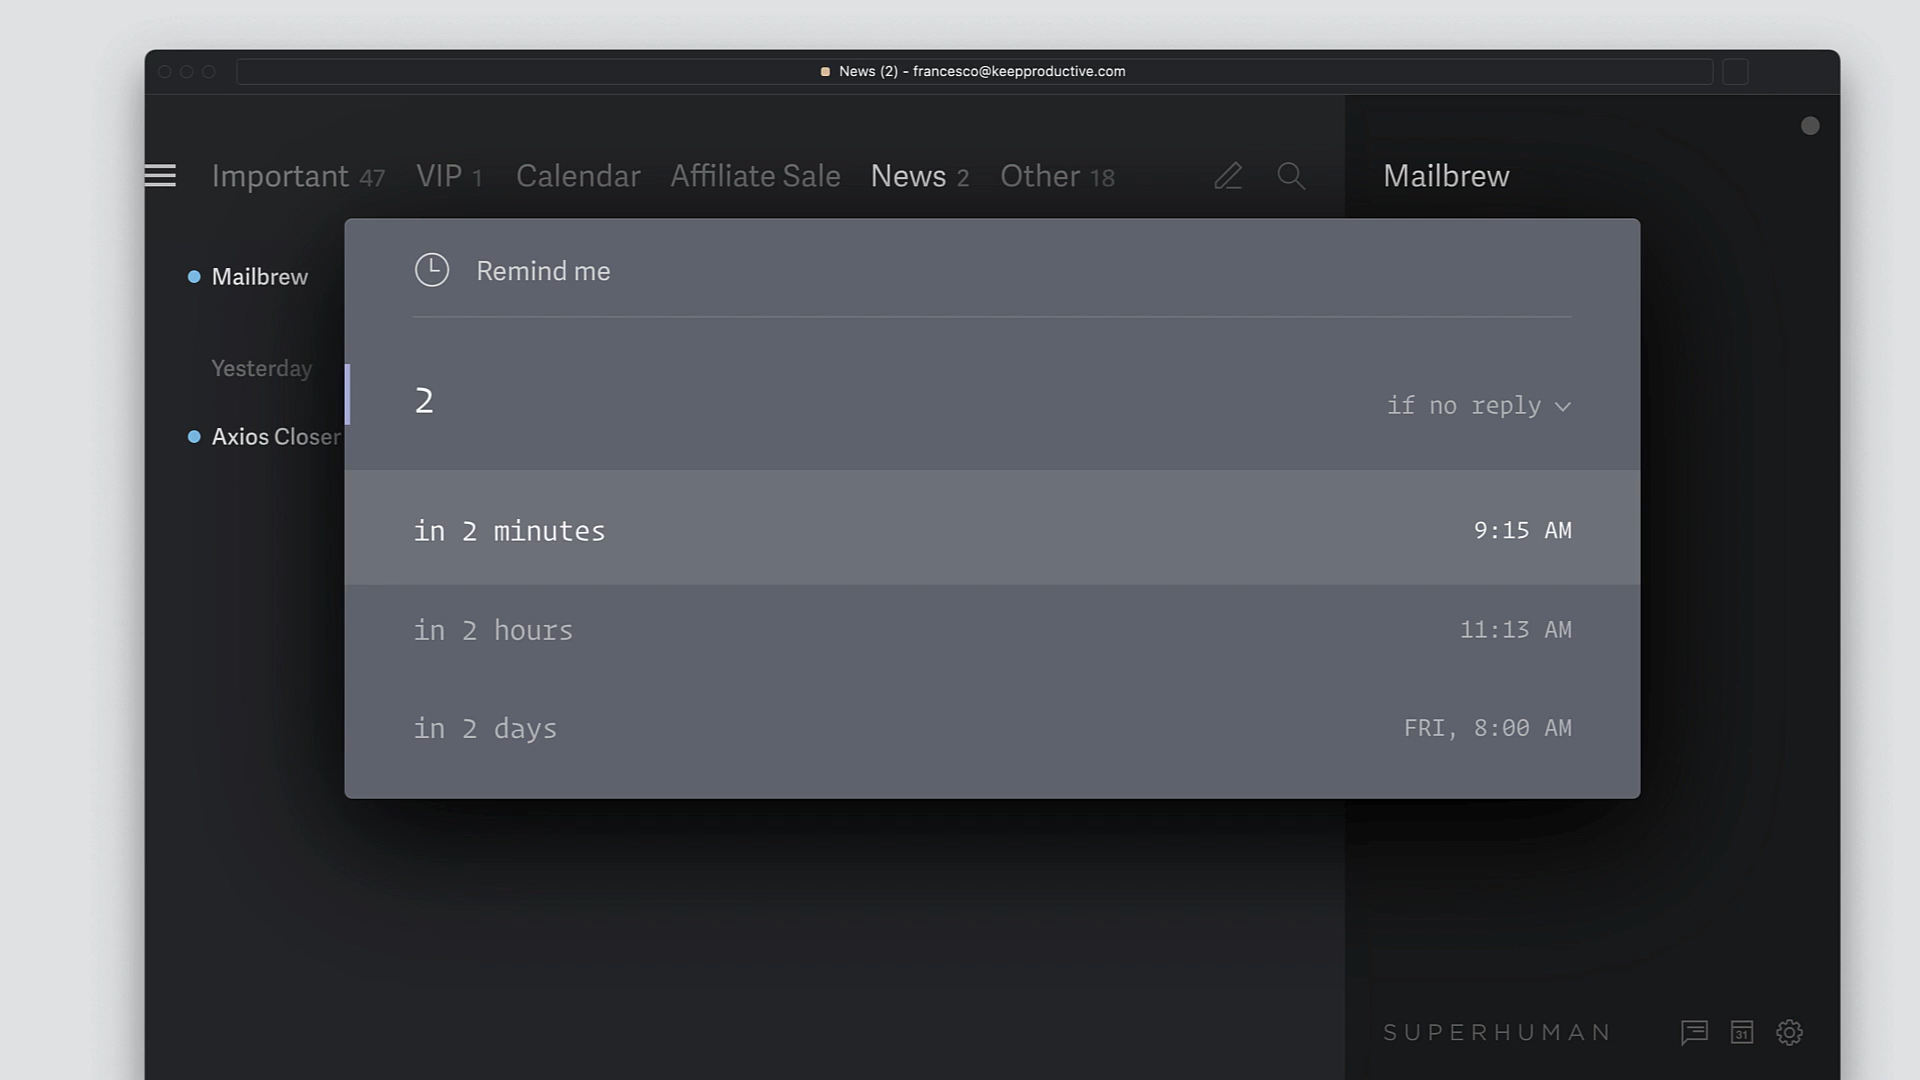 News (2) - francesco@keepproductive.com
Important 47 VIP 1 Calendar Affiliate Sale News 2 Other 18
Mailbrew
Remind me
Mailbrew
Yesterday
2
if no reply
Axios Closer
in 2 minutes 9:15 AM
in 2 hours 11:13 AM
in 2 days FRI, 8:00 AM
SUPERHUMAN
31